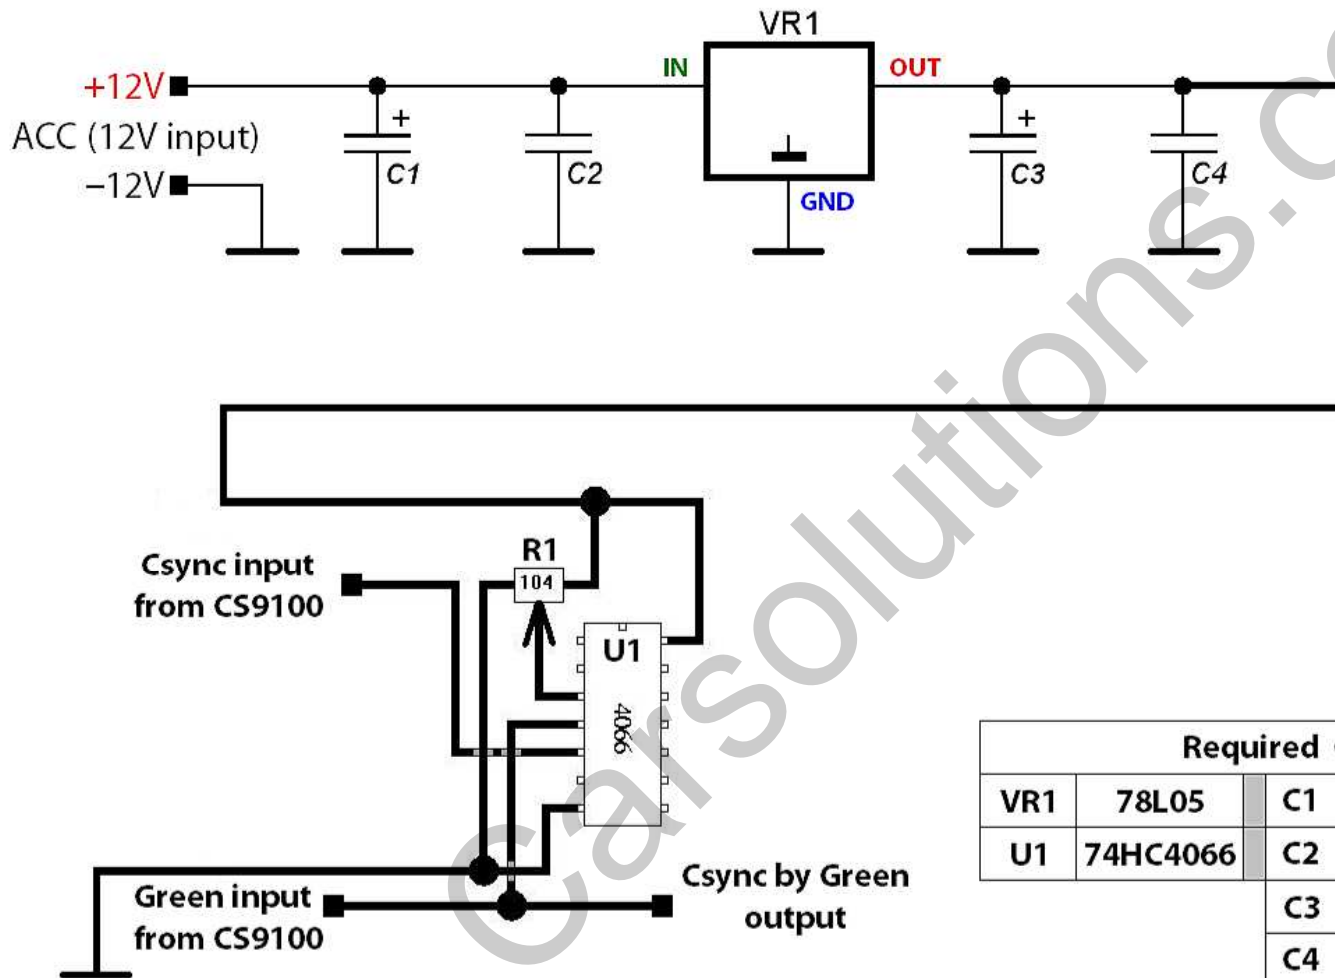 VR1
+12V
IN
OUT
ACC (12V input)
+
C1
C2
+
C3
C4
−12V
GND
R1
104
Csync input
from CS9100
U1
4066
Required
VR1 78L05 C1
U1 74HC4066 C2
C3
C4
Green input
from CS9100
Csync by Green
output
Carsolutions.c